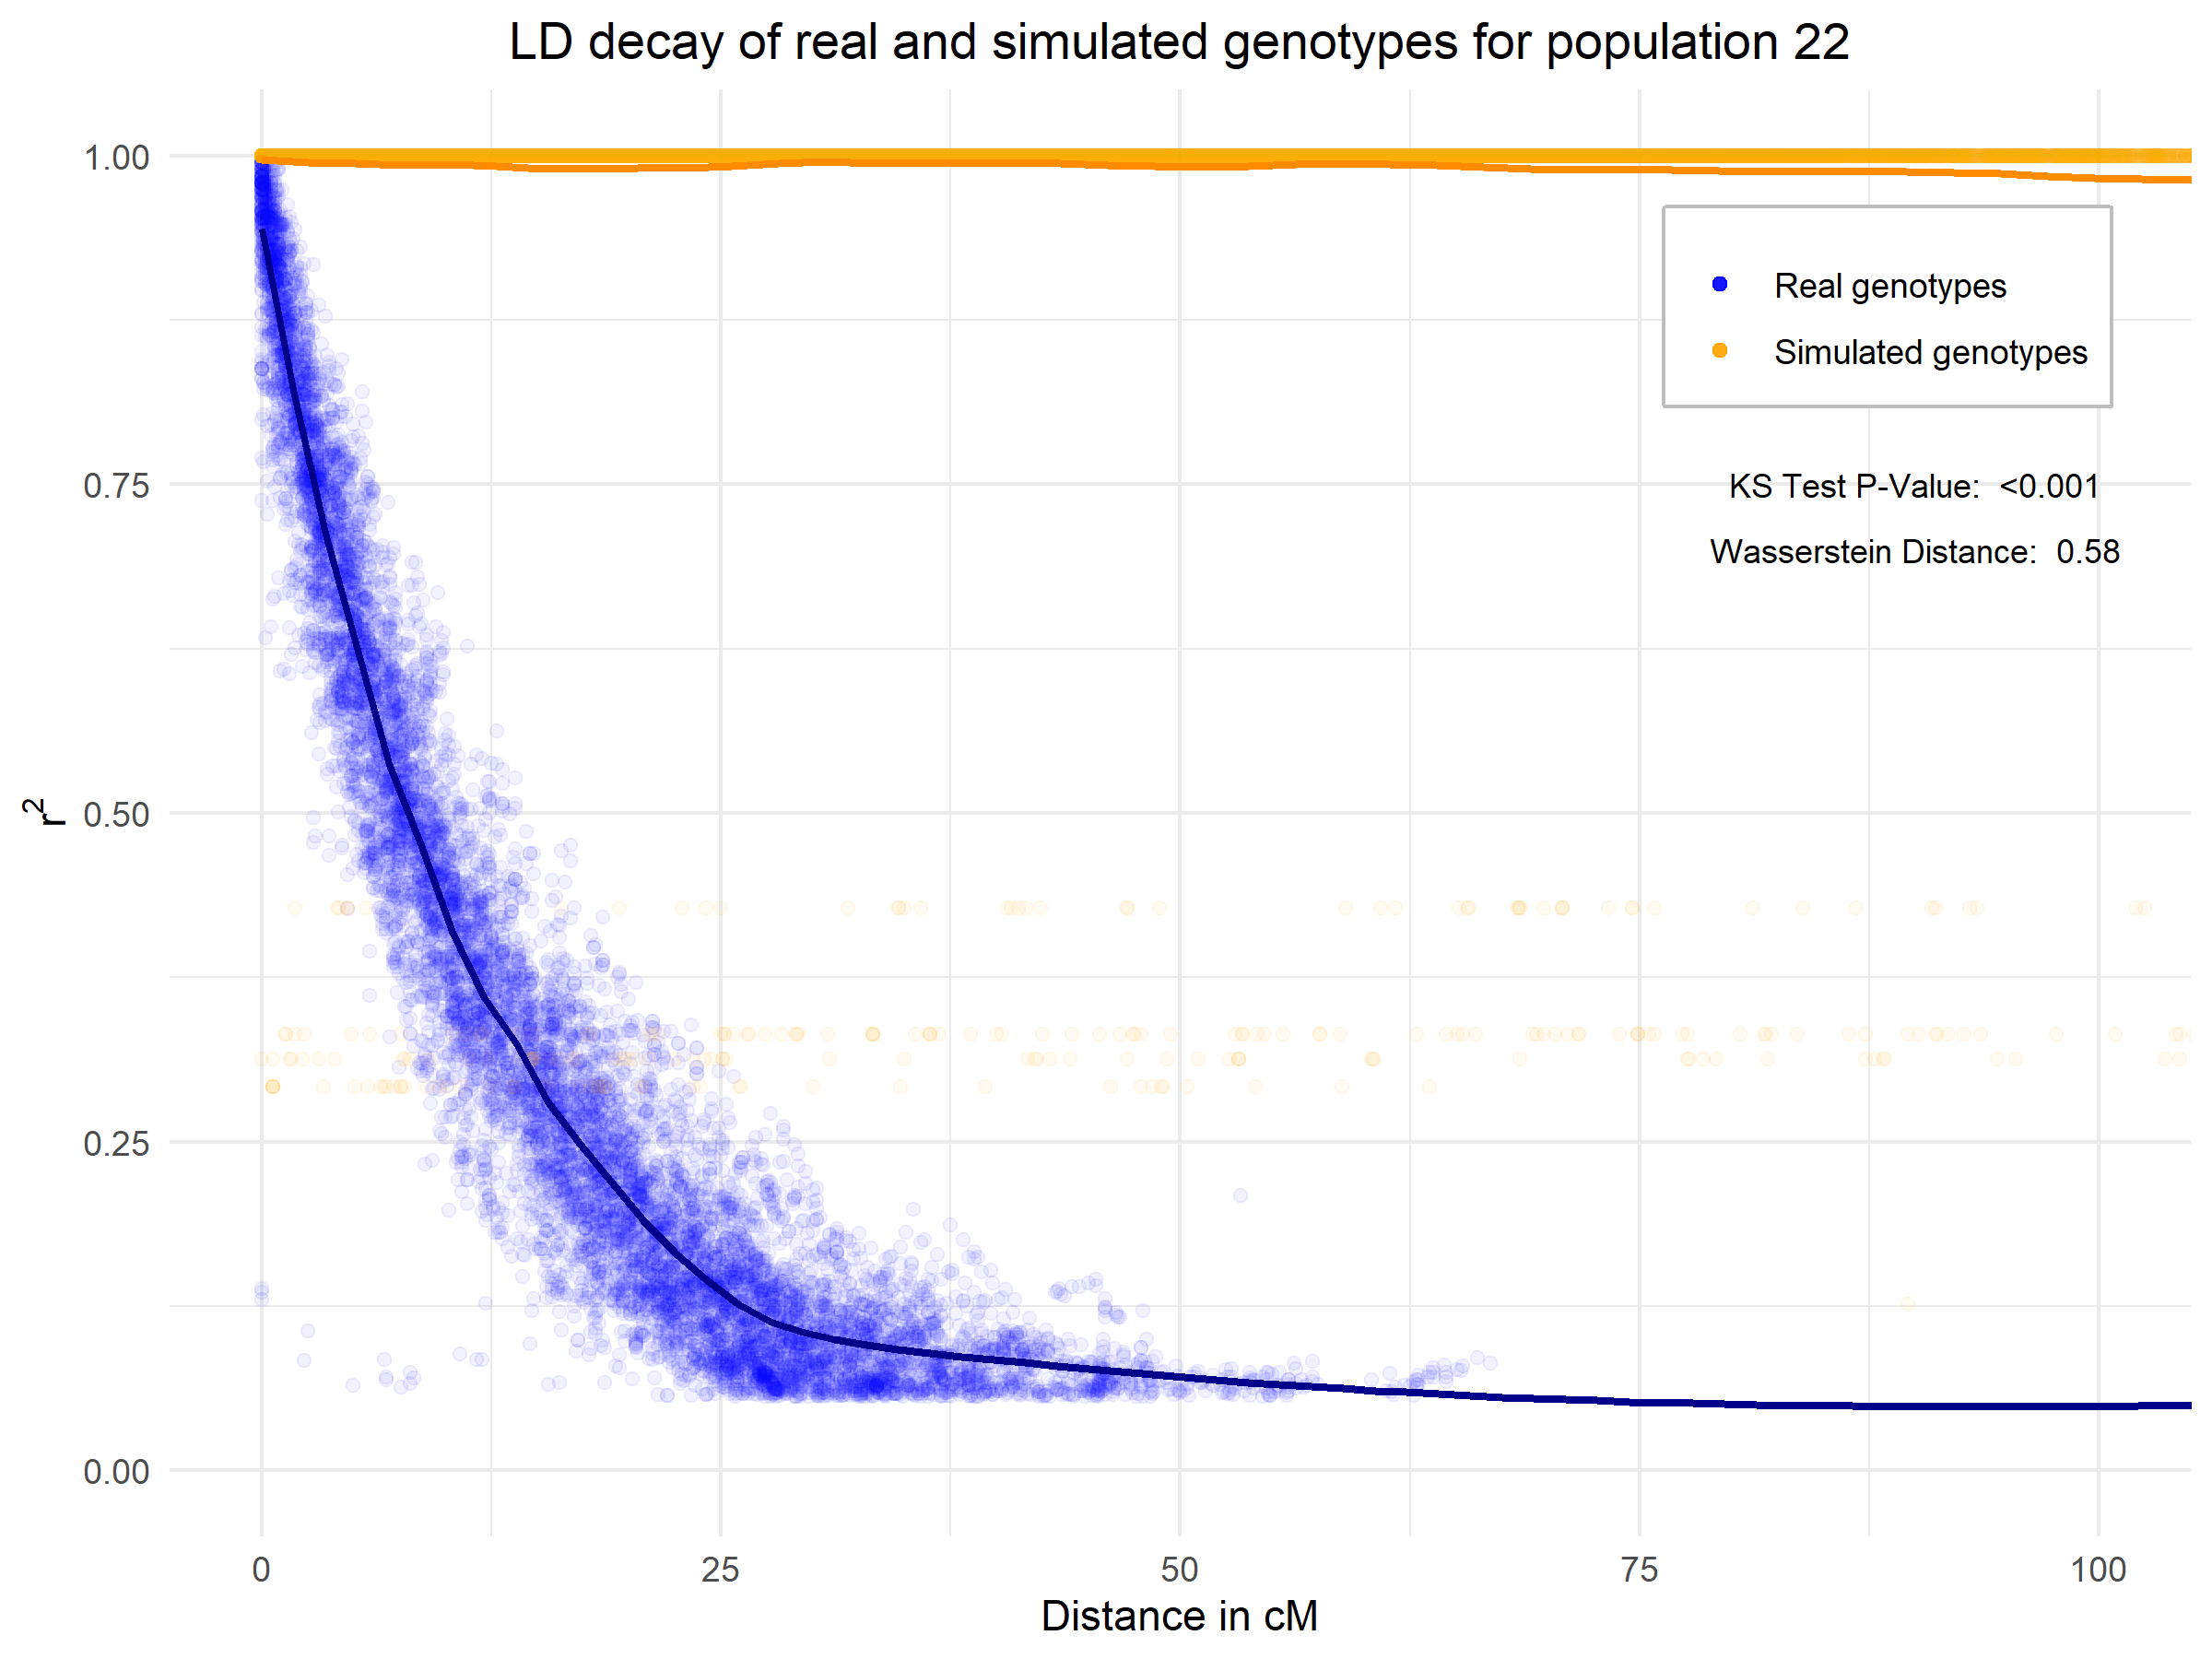 LD decay of real and simulated genotypes for population 22
1.00
0.75
0.50
0.25
0.00
r²
Real genotypes
Simulated genotypes
KS Test P-Value: <0.001
Wasserstein Distance: 0.58
0 25 50 75 100
Distance in cM